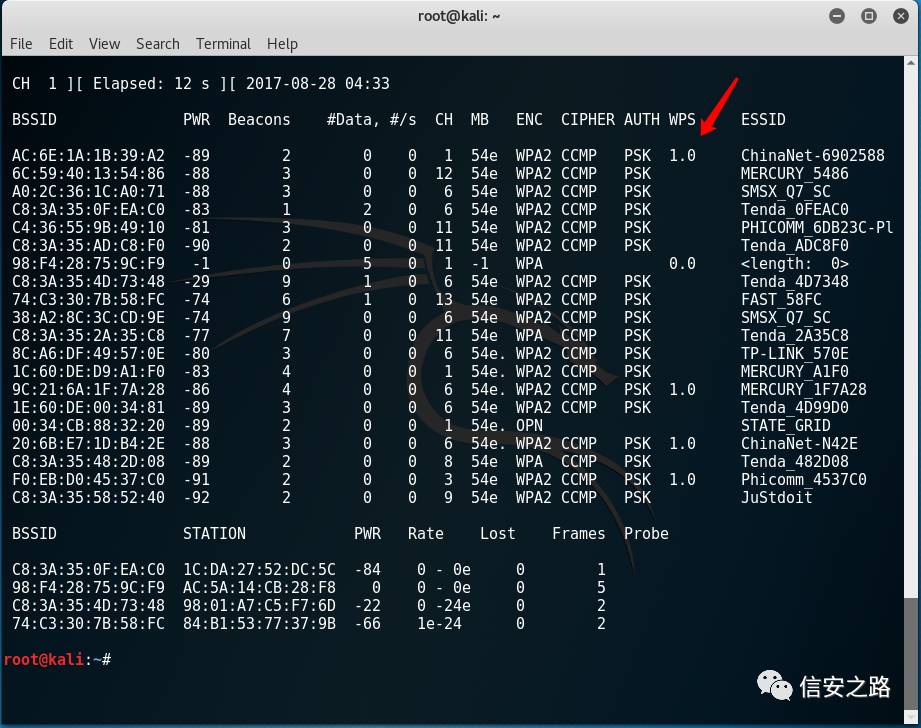 root@kali: ~
File Edit View Search Terminal Help
CH 1 ][ Elapsed: 12 s ][ 2017-08-28 04:33
BSSID PWR Beacons #Data, #/s CH MB ENC CIPHER AUTH WPS ESSID
AC:6E:1A:1B:39:A2 -89 2 0 0 1 54e WPA2 CCMP PSK 1.0 ChinaNet-6902588
6C:59:40:13:54:86 -88 3 0 0 12 54e WPA2 CCMP PSK MERCURY_5486
A0:2C:36:1C:A0:71 -88 3 0 0 6 54e WPA2 CCMP PSK SMSX_Q7_SC
C8:3A:35:0F:EA:C0 -83 1 2 0 6 54e WPA2 CCMP PSK Tenda_0FEAC0
C4:36:55:9B:49:10 -81 3 0 0 11 54e WPA2 CCMP PSK PHICOMM_6DB23C-Pl
C8:3A:35:AD:C8:F0 -90 2 0 0 11 54e WPA2 CCMP PSK Tenda_ADC8F0
98:F4:28:75:9C:F9 -1 0 5 0 1 -1 WPA 0.0 <length: 0>
C8:3A:35:4D:73:48 -29 9 1 0 6 54e WPA2 CCMP PSK Tenda_4D7348
74:C3:30:7B:58:FC -74 6 1 0 13 54e WPA2 CCMP PSK FAST_58FC
38:A2:8C:3C:CD:9E -74 9 0 0 6 54e WPA2 CCMP PSK SMSX_Q7_SC
C8:3A:35:2A:35:C8 -77 7 0 0 11 54e WPA CCMP PSK Tenda_2A35C8
8C:A6:DF:49:57:0E -80 3 0 0 6 54e. WPA2 CCMP PSK TP-LINK_570E
1C:60:DE:D9:A1:F0 -83 4 0 0 1 54e. WPA2 CCMP PSK MERCURY_A1F0
9C:21:6A:1F:7A:28 -86 4 0 0 6 54e. WPA2 CCMP PSK 1.0 MERCURY_1F7A28
1E:60:DE:00:34:81 -89 3 0 0 6 54e WPA2 CCMP PSK Tenda_4D99D0
00:34:CB:88:32:20 -89 2 0 0 1 54e. OPN STATE_GRID
20:6B:E7:1D:B4:2E -88 3 0 0 6 54e. WPA2 CCMP PSK 1.0 ChinaNet-N42E
C8:3A:35:48:2D:08 -89 2 0 0 8 54e WPA CCMP PSK Tenda_482D08
F0:EB:D0:45:37:C0 -91 2 0 0 3 54e WPA2 CCMP PSK 1.0 Phicomm_4537C0
C8:3A:35:58:52:40 -92 2 0 0 9 54e WPA2 CCMP PSK JuStdoit
BSSID STATION PWR Rate Lost Frames Probe
C8:3A:35:0F:EA:C0 1C:DA:27:52:DC:5C -84 0 - 0e 0 1
98:F4:28:75:9C:F9 AC:5A:14:CB:28:F8 0 0 - 0e 0 5
C8:3A:35:4D:73:48 98:01:A7:C5:F7:6D -22 0 -24e 0 2
74:C3:30:7B:58:FC 84:B1:53:77:37:9B -66 1e-24 0 2
root@kali:~#
信安之路